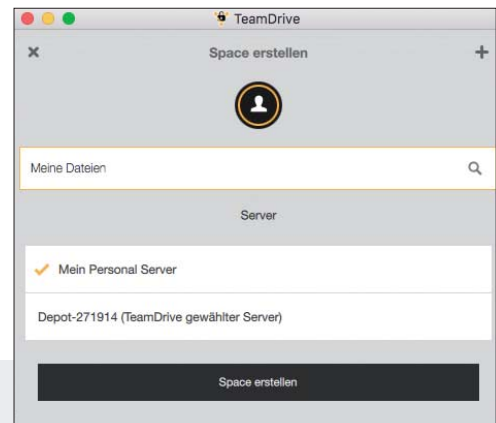 TeamDrive
Space erstellen
Meine Dateien
Server
Mein Personal Server
Depot-271914 (TeamDrive gewählter Server)
Space erstellen